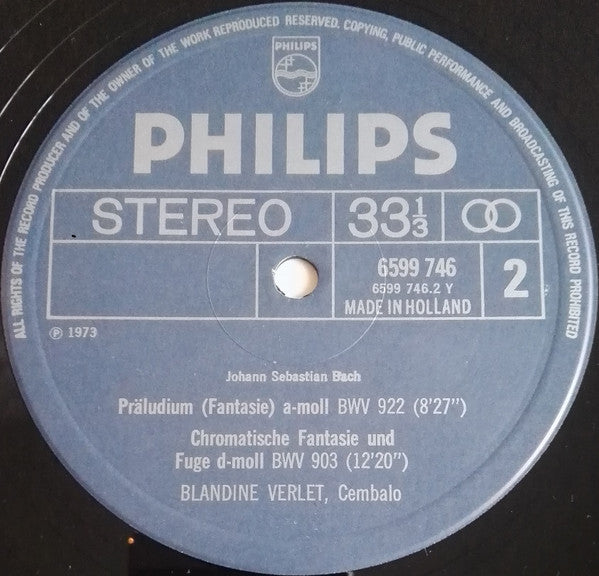 ALL RIGHTS OF THE RECORD PRODUCER AND OF THE OWNER OF THE WORK REPRODUCED RESERVED. COPYING, PUBLIC PERFORMANCE AND BROADCASTING OF THIS RECORD PROHIBITED
PHILIPS
PHILIPS
STEREO 33⅓
6599 746
6599 746.2 Y
MADE IN HOLLAND
2
℗ 1973
Johann Sebastian Bach
Präludium (Fantasie) a-moll BWV 922 (8'27")
Chromatische Fantasie und
Fuge d-moll BWV 903 (12'20")
BLANDINE VERLET, Cembalo